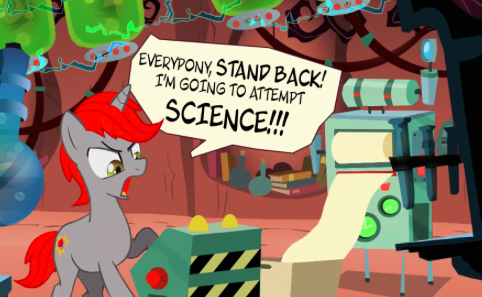 EVERYPONY, STAND BACK!
I'M GOING TO ATTEMPT
SCIENCE!!!